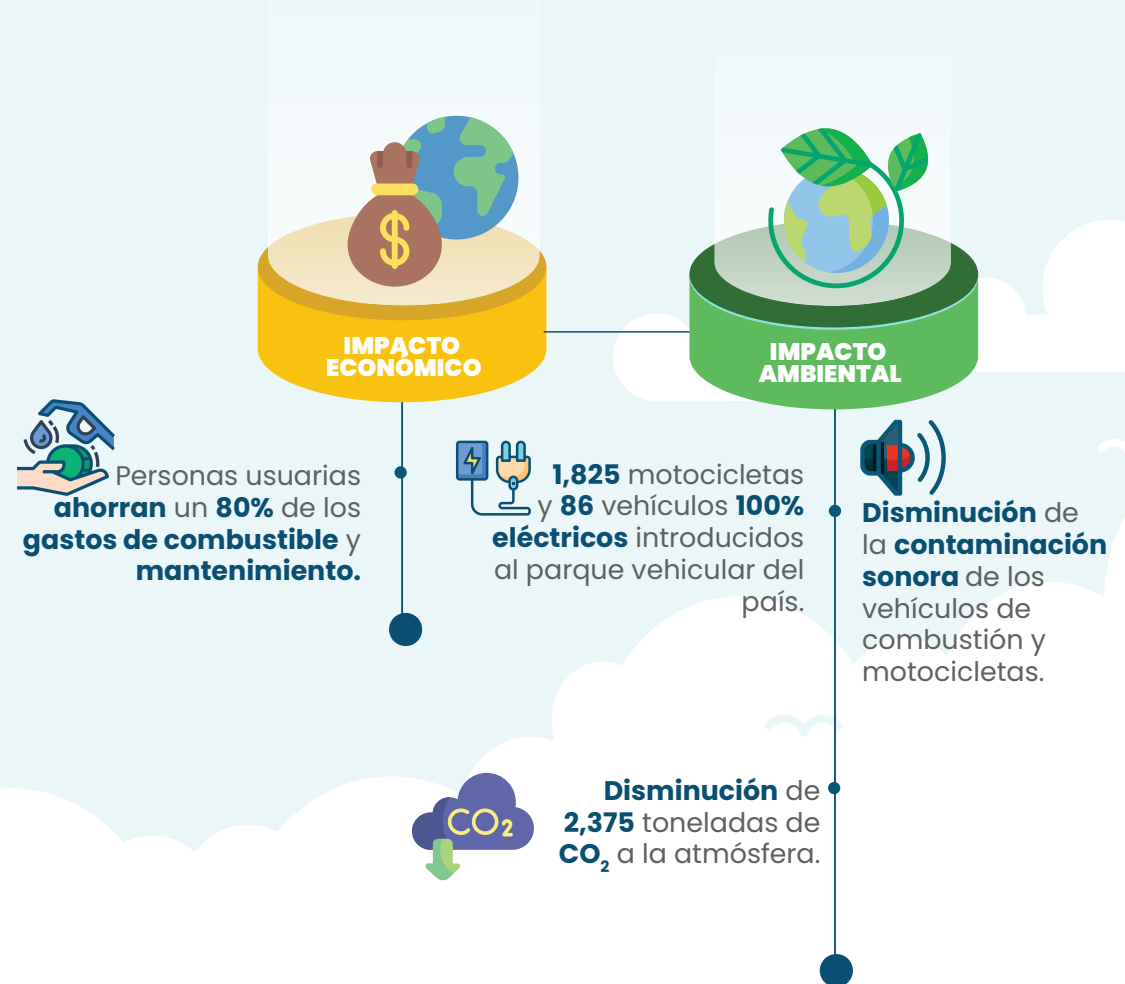 IMPACTO
ECONÓMICO
Personas usuarias
ahorran un 80% de los
gastos de combustible y
mantenimiento.
IMPACTO
AMBIENTAL
1,825 motocicletas
y 86 vehículos 100%
eléctricos introducidos
al parque vehicular del
país.
Disminución de
la contaminación
sonora de los
vehículos de
combustión y
motocicletas.
CO₂
Disminución de
2,375 toneladas de
CO₂ a la atmósfera.
$